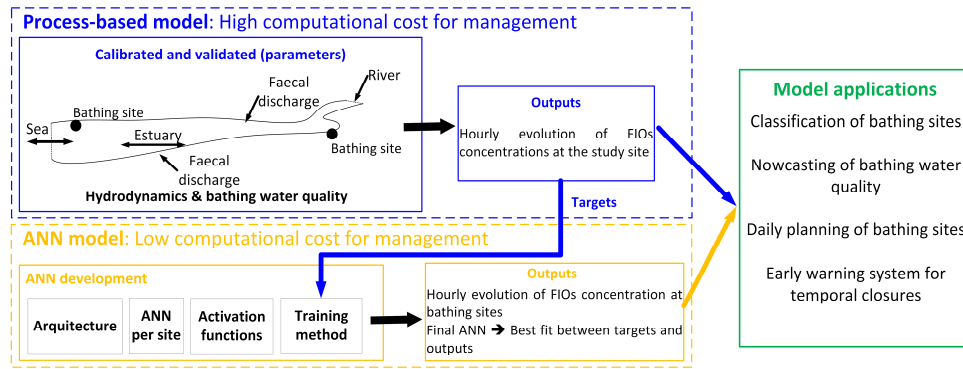 Process-based model: High computational cost for management
Calibrated and validated (parameters)
River
Faecal
discharge
Bathing site
Sea
Estuary
Bathing site
Faecal
discharge
Hydrodynamics & bathing water quality
Outputs
Hourly evolution of FIOs
concentrations at the study site
Targets
ANN model: Low computational cost for management
ANN development
Arquitecture
ANN
per site
Activation
functions
Training
method
Outputs
Hourly evolution of FIOs concentration at
bathing sites
Final ANN → Best fit between targets and
outputs
Model applications
Classification of bathing sites
Nowcasting of bathing water
quality
Daily planning of bathing sites
Early warning system for
temporal closures